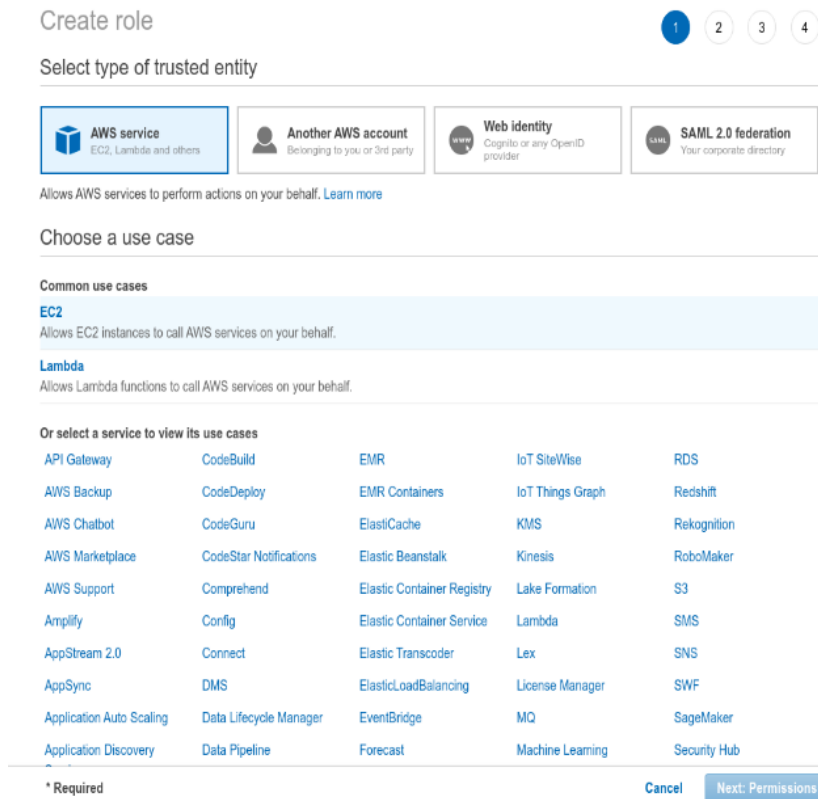 Create role
1 2 3 4
Select type of trusted entity
AWS service
EC2, Lambda and others
Another AWS account
Belonging to you or 3rd party
WWW
Web identity
Cognito or any OpenID
provider
SAML
SAML 2.0 federation
Your corporate directory
Allows AWS services to perform actions on your behalf. Learn more
Choose a use case
Common use cases
EC2
Allows EC2 instances to call AWS services on your behalf.
Lambda
Allows Lambda functions to call AWS services on your behalf.
Or select a service to view its use cases
API Gateway CodeBuild EMR IoT SiteWise RDS
AWS Backup CodeDeploy EMR Containers IoT Things Graph Redshift
AWS Chatbot CodeGuru ElastiCache KMS Rekognition
AWS Marketplace CodeStar Notifications Elastic Beanstalk Kinesis RoboMaker
AWS Support Comprehend Elastic Container Registry Lake Formation S3
Amplify Config Elastic Container Service Lambda SMS
AppStream 2.0 Connect Elastic Transcoder Lex SNS
AppSync DMS ElasticLoadBalancing License Manager SWF
Application Auto Scaling Data Lifecycle Manager EventBridge MQ SageMaker
Application Discovery Data Pipeline Forecast Machine Learning Security Hub
* Required Cancel Next: Permissions